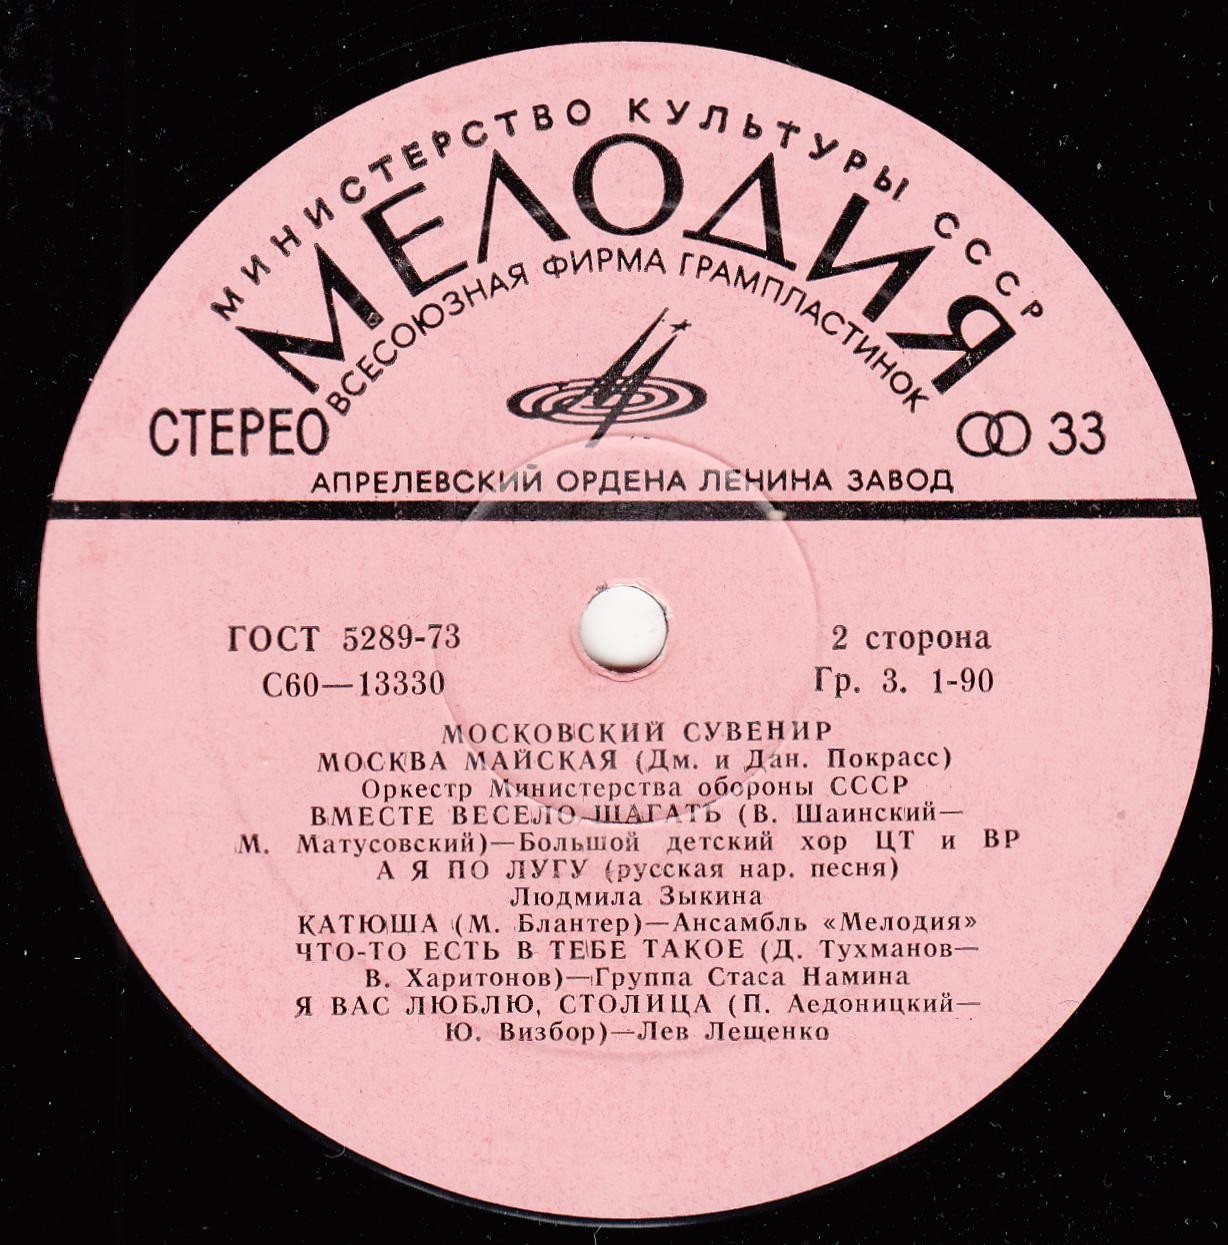 МИНИСТЕРСТВО КУЛЬТУРЫ СССР
МЕЛОДИЯ
ВСЕСОЮЗНАЯ ФИРМА ГРАМПЛАСТИНОК
СТЕРЕО
33
АПРЕЛЕВСКИЙ ОРДЕНА ЛЕНИНА ЗАВОД
ГОСТ 5289-73
2 сторона
С60—13330
Гр. 3. 1-90
МОСКОВСКИЙ СУВЕНИР
МОСКВА МАЙСКАЯ (Дм. и Дан. Покрасс)
Оркестр Министерства обороны СССР
ВМЕСТЕ ВЕСЕЛО ШАГАТЬ (В. Шаинский—
М. Матусовский)—Большой детский хор ЦТ и ВР
А Я ПО ЛУГУ (русская нар. песня)
Людмила Зыкина
КАТЮША (М. Блантер)—Ансамбль «Мелодия»
ЧТО-ТО ЕСТЬ В ТЕБЕ ТАКОЕ (Д. Тухманов—
В. Харитонов)—Группа Стаса Намина
Я ВАС ЛЮБЛЮ, СТОЛИЦА (П. Аедоницкий—
Ю. Визбор)—Лев Лещенко